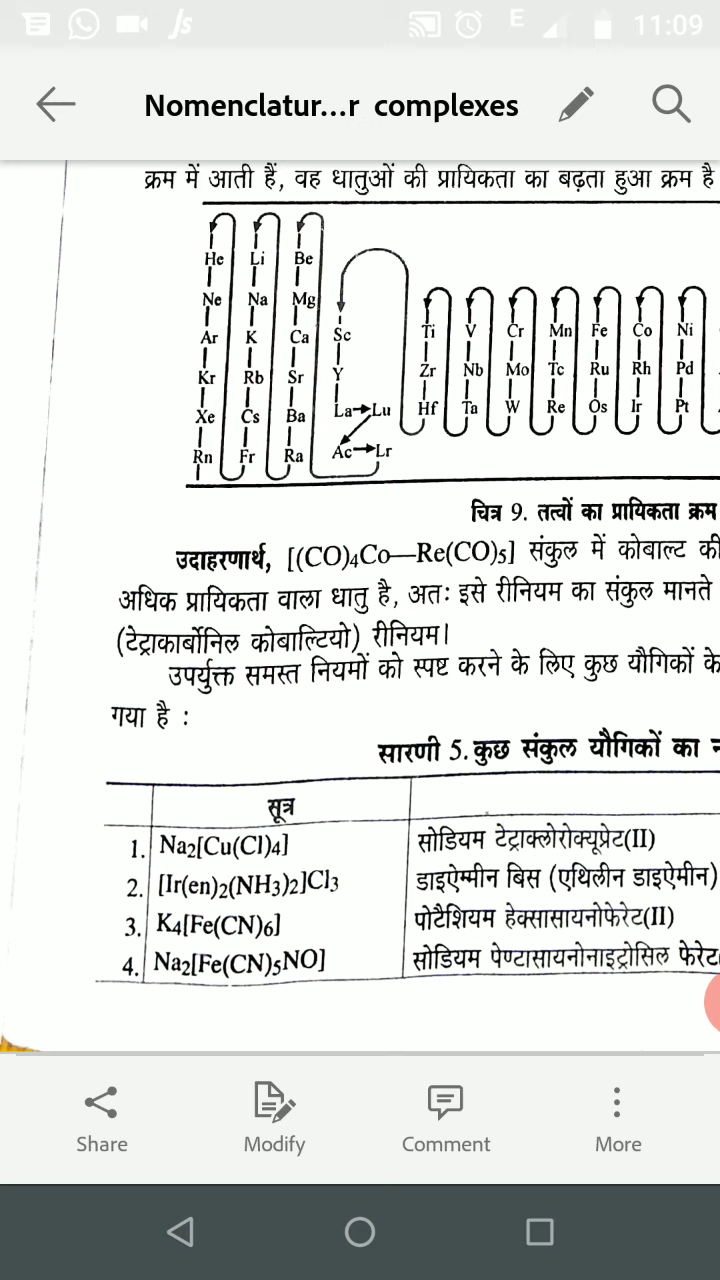 E 11:09
Nomenclatur...r complexes
क्रम में आती हैं, वह धातुओं की प्रायिकता का बढ़ता हुआ क्रम है
He Li Be
Ne Na Mg
Ar K Ca Sc Ti V Cr Mn Fe Co Ni
Kr Rb Sr Y Zr Nb Mo Tc Ru Rh Pd
Xe Cs Ba La→Lu Hf Ta W Re Os Ir Pt
Rn Fr Ra Ac→Lr
चित्र 9. तत्वों का प्रायिकता क्रम
उदाहरणार्थ, [(CO)₄Co—Re(CO)₅] संकुल में कोबाल्ट की
अधिक प्रायिकता वाला धातु है, अतः इसे रीनियम का संकुल मानते
(टेट्राकार्बोनिल कोबाल्टियो) रीनियम।
उपर्युक्त समस्त नियमों को स्पष्ट करने के लिए कुछ यौगिकों के
गया है :
सारणी 5. कुछ संकुल यौगिकों का
सूत्र
1. Na₂[Cu(Cl)₄] सोडियम टेट्राक्लोरोक्यूप्रेट(II)
2. [Ir(en)₂(NH₃)₂]Cl₃ डाइऐम्मीन बिस (एथिलीन डाइऐमीन)
3. K₄[Fe(CN)₆] पोटैशियम हेक्सासायनोफेरेट(II)
4. Na₂[Fe(CN)₅NO] सोडियम पेण्टासायनोनाइट्रोसिल फेरेट
Share Modify Comment More